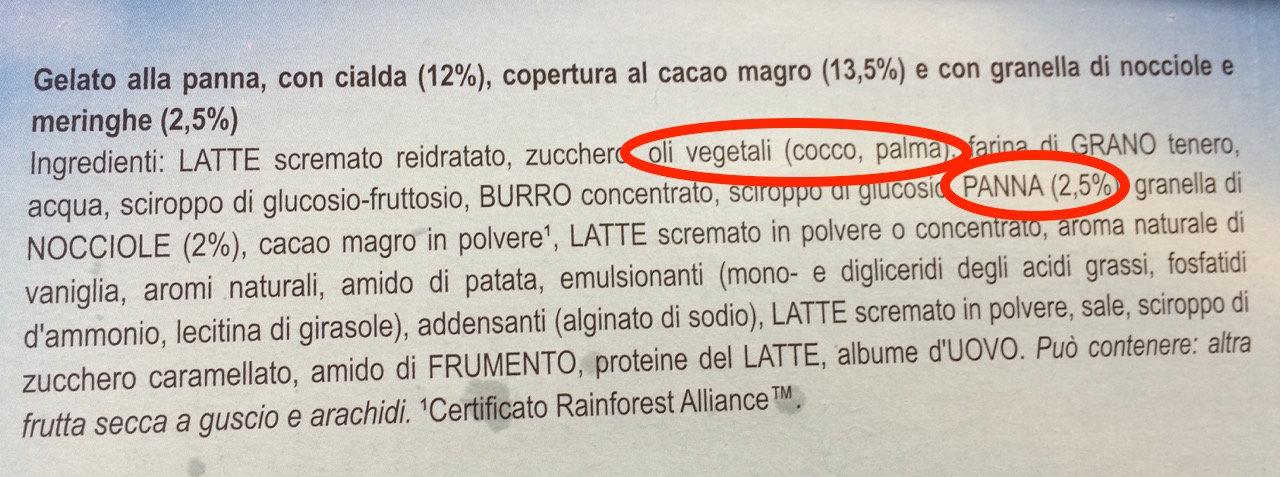 Gelato alla panna, con cialda (12%), copertura al cacao magro (13,5%) e con granella di nocciole e
meringhe (2,5%)
Ingredienti: LATTE scremato reidratato, zucchero, oli vegetali (cocco, palma), farina di GRANO tenero,
acqua, sciroppo di glucosio-fruttosio, BURRO concentrato, sciroppo di glucosio, PANNA (2,5%), granella di
NOCCIOLE (2%), cacao magro in polvere¹, LATTE scremato in polvere o concentrato, aroma naturale di
vaniglia, aromi naturali, amido di patata, emulsionanti (mono- e digliceridi degli acidi grassi, fosfatidi
d'ammonio, lecitina di girasole), addensanti (alginato di sodio), LATTE scremato in polvere, sale, sciroppo di
zucchero caramellato, amido di FRUMENTO, proteine del LATTE, albume d'UOVO. Può contenere: altra
frutta secca a guscio e arachidi. ¹Certificato Rainforest Alliance™.